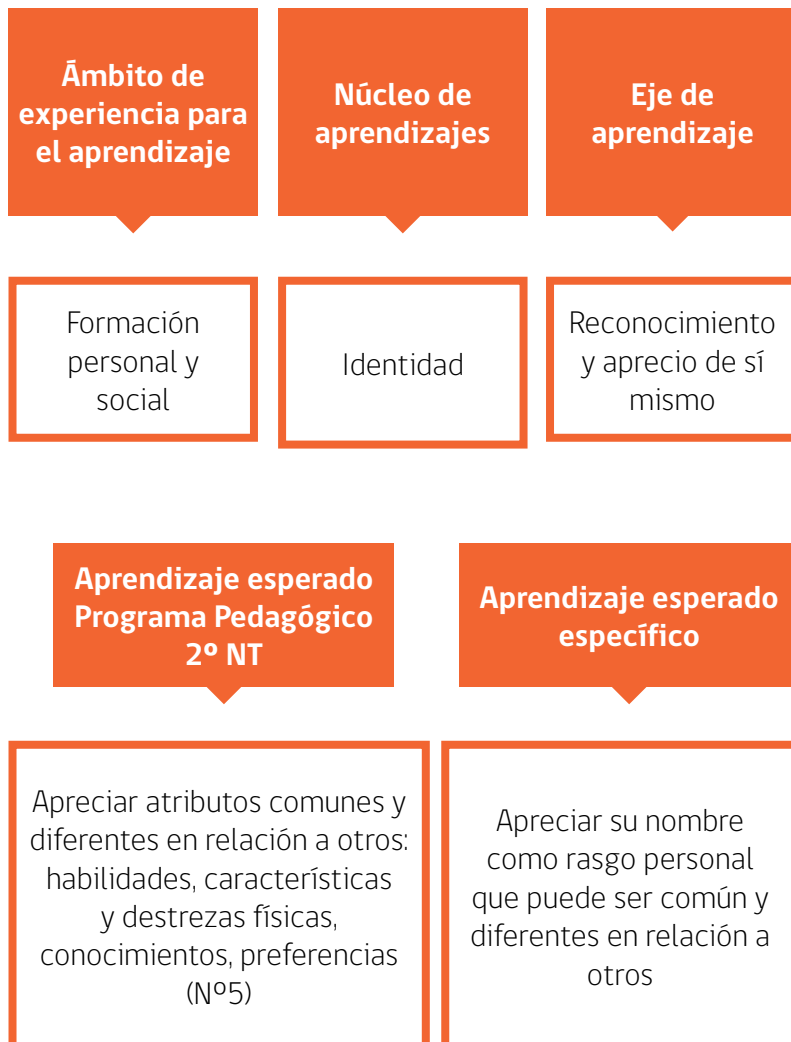 Ámbito de
experiencia para
el aprendizaje
Núcleo de
aprendizajes
Eje de
aprendizaje
Formación
personal y
social
Identidad
Reconocimiento
y aprecio de sí
mismo
Aprendizaje esperado
Programa Pedagógico
2º NT
Aprendizaje esperado
específico
Apreciar atributos comunes y
diferentes en relación a otros:
habilidades, características
y destrezas físicas,
conocimientos, preferencias
(Nº5)
Apreciar su nombre
como rasgo personal
que puede ser común y
diferentes en relación a
otros